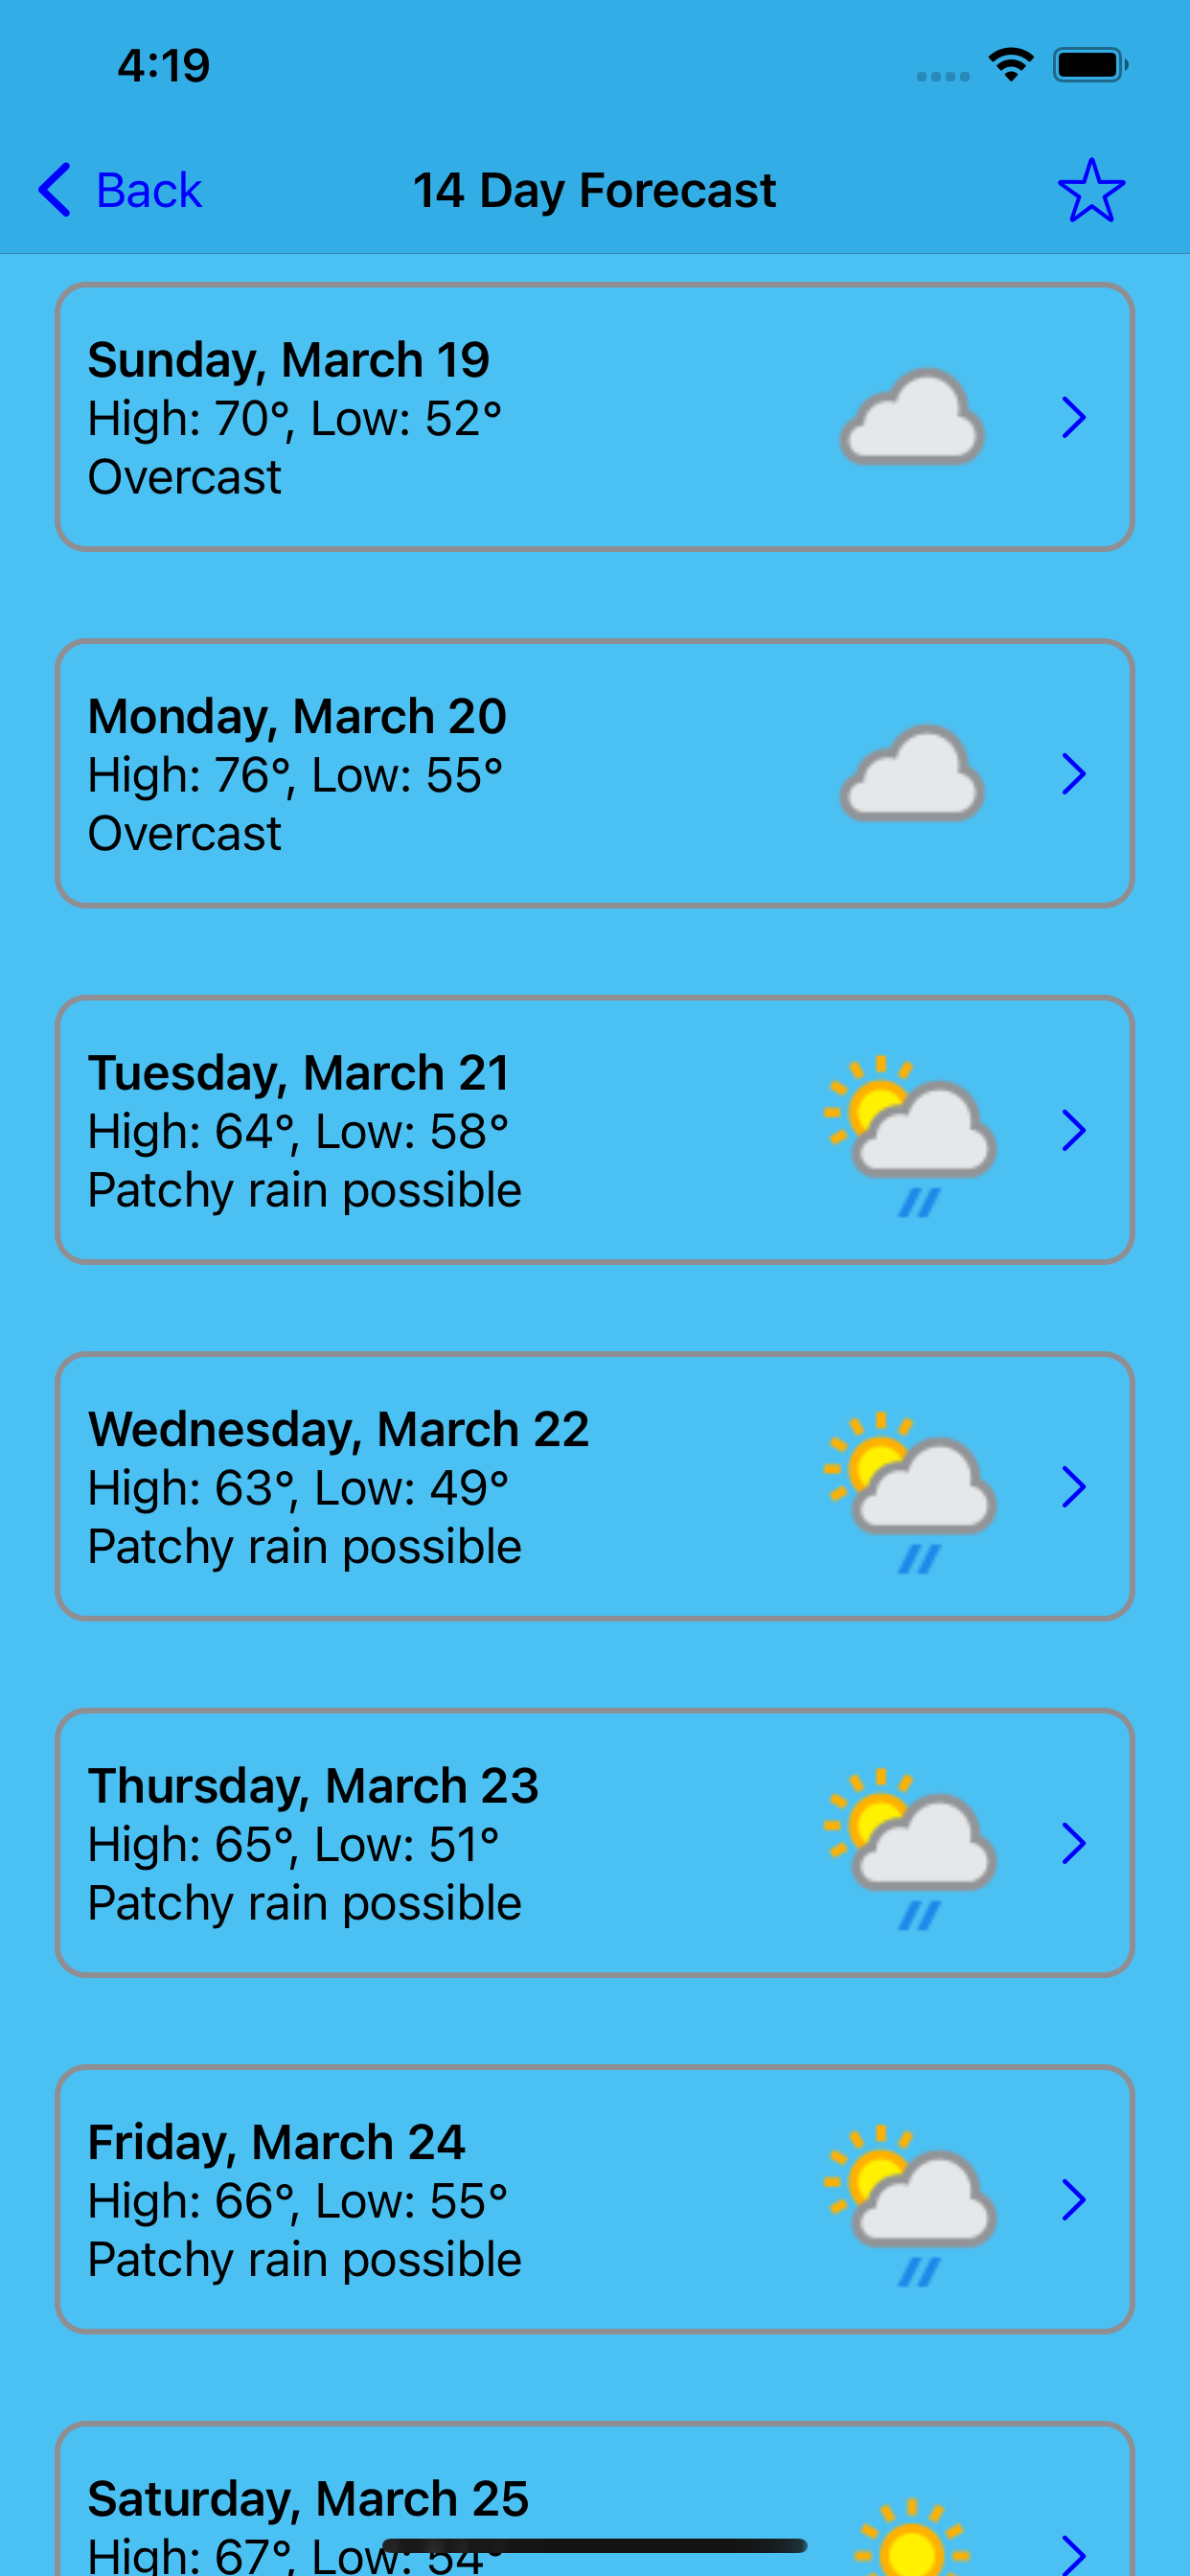 4:19
Back
14 Day Forecast
Sunday, March 19
High: 70°, Low: 52°
Overcast
Monday, March 20
High: 76°, Low: 55°
Overcast
Tuesday, March 21
High: 64°, Low: 58°
Patchy rain possible
Wednesday, March 22
High: 63°, Low: 49°
Patchy rain possible
Thursday, March 23
High: 65°, Low: 51°
Patchy rain possible
Friday, March 24
High: 66°, Low: 55°
Patchy rain possible
Saturday, March 25
High: 67°, Low: 54°